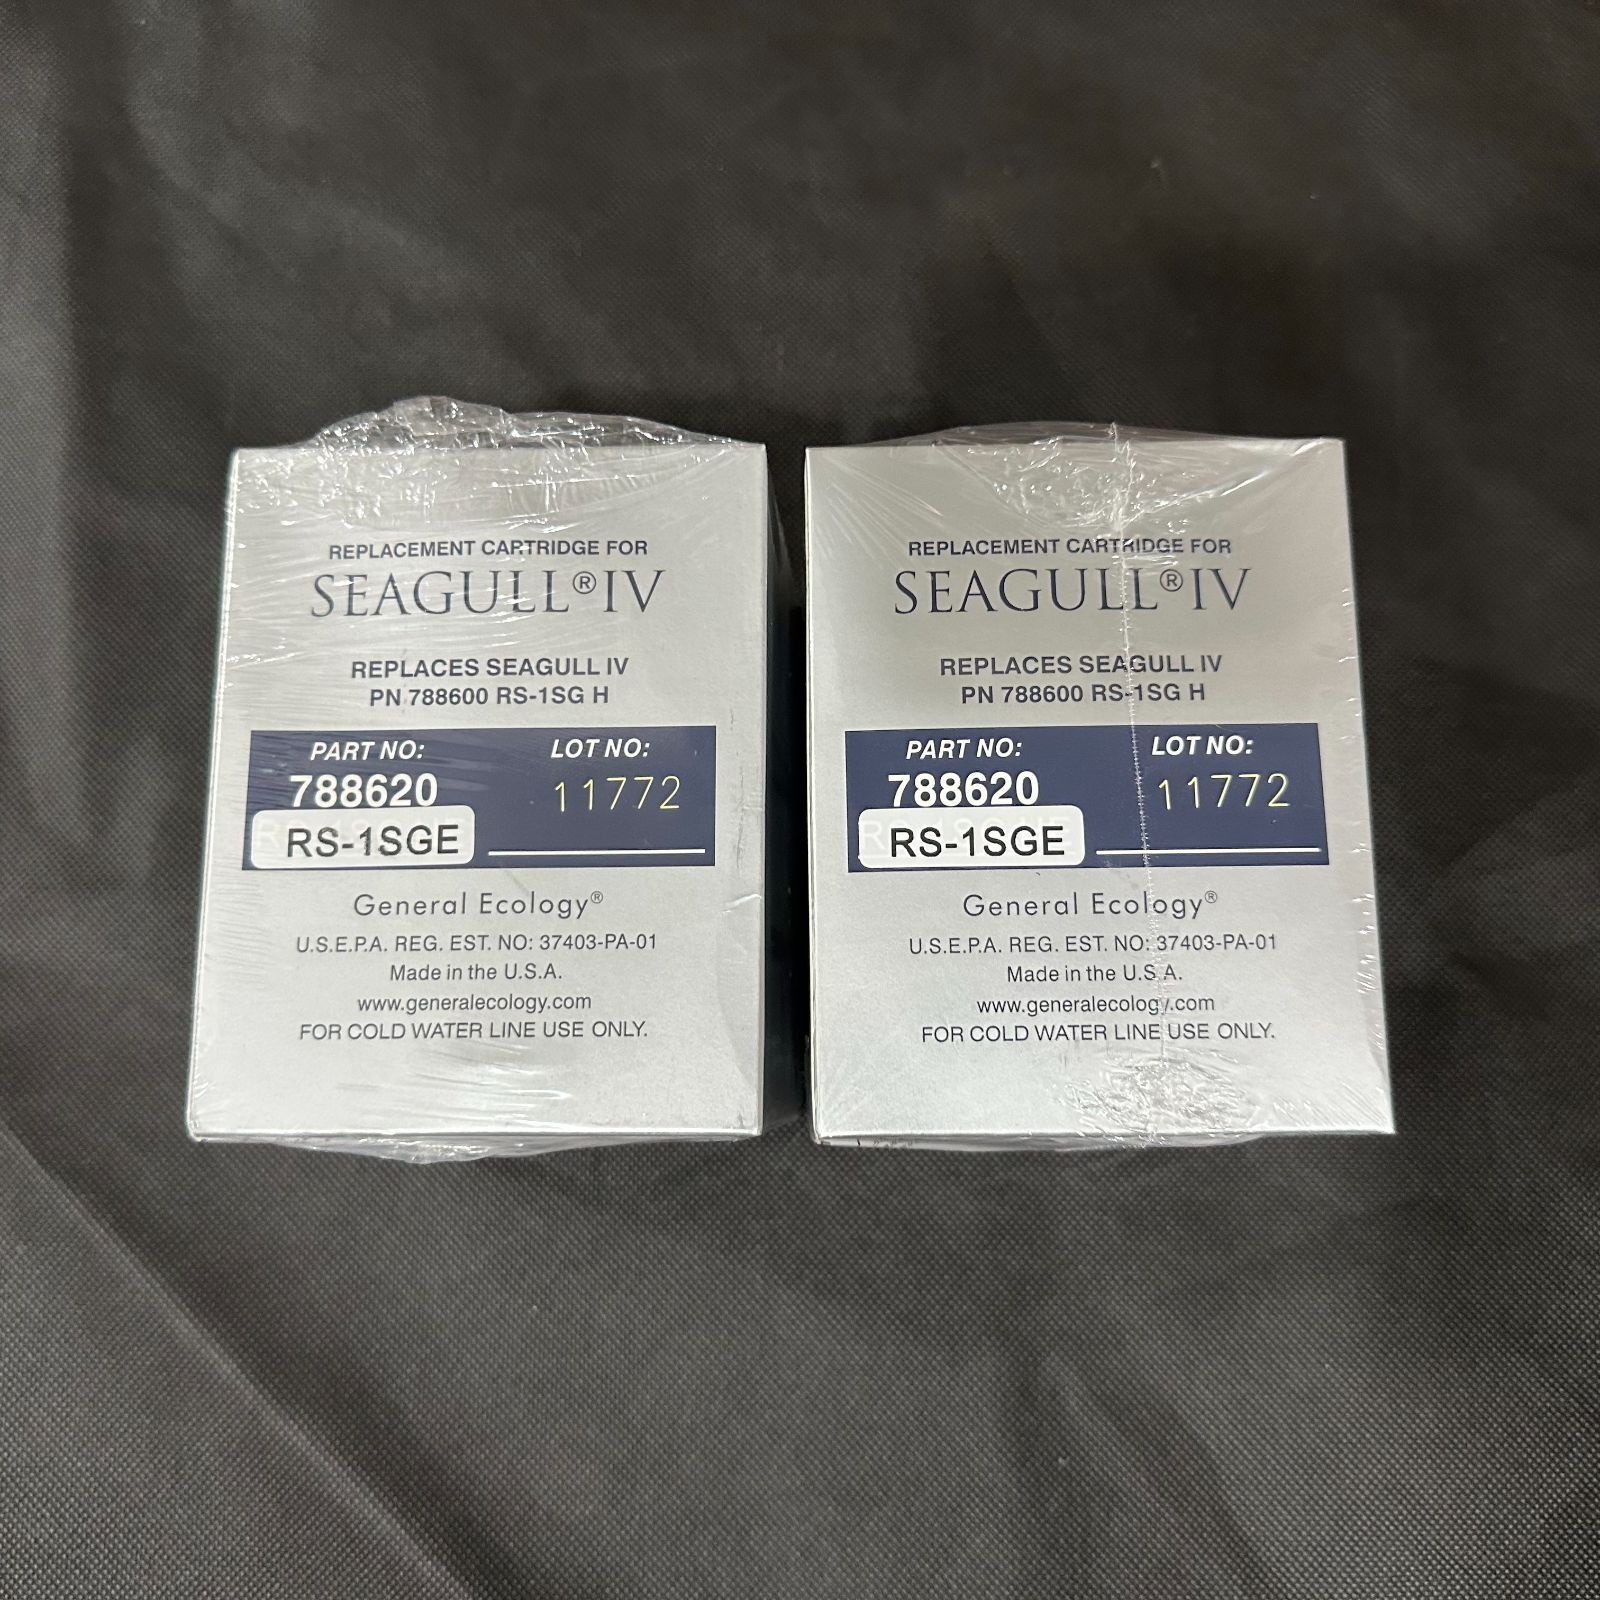 REPLACEMENT CARTRIDGE FOR
SEAGULL® IV
REPLACES SEAGULL IV
PN 788600 RS-1SG H
PART NO: LOT NO:
788620 11772
RS-1SGE
General Ecology®
U.S.E.P.A. REG. EST. NO: 37403-PA-01
Made in the U.S.A.
www.generalecology.com
FOR COLD WATER LINE USE ONLY.
REPLACEMENT CARTRIDGE FOR
SEAGULL® IV
REPLACES SEAGULL IV
PN 788600 RS-1SG H
PART NO: LOT NO:
788620 11772
RS-1SGE
General Ecology®
U.S.E.P.A. REG. EST. NO: 37403-PA-01
Made in the U.S.A.
www.generalecology.com
FOR COLD WATER LINE USE ONLY.